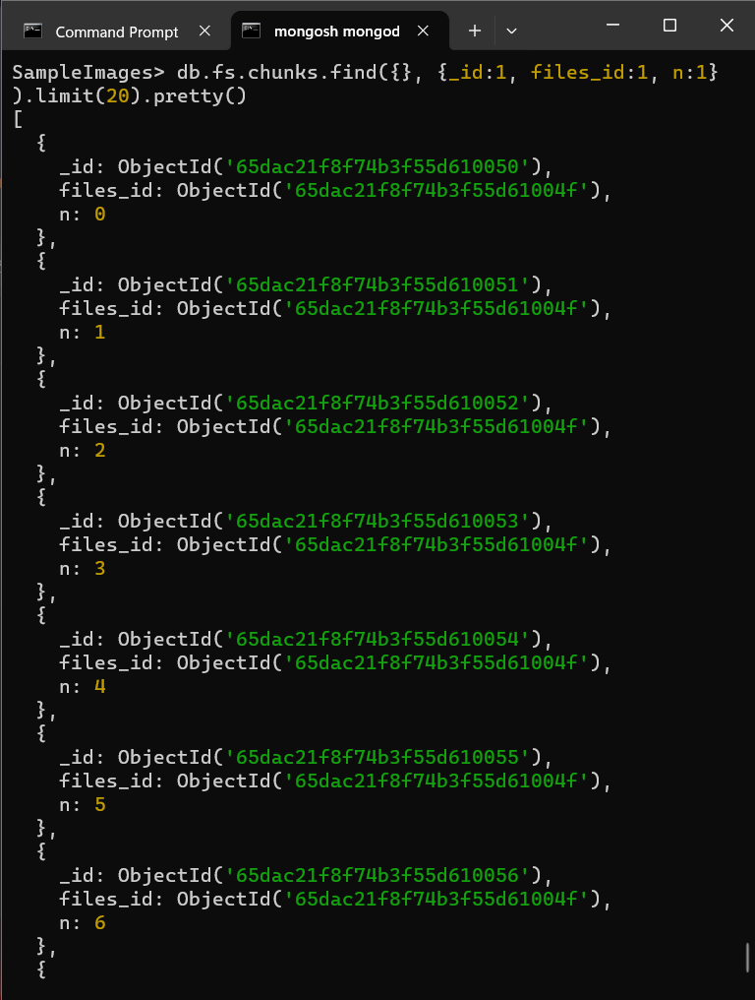 Command Prompt
mongosh mongod
SampleImages> db.fs.chunks.find({}, {_id:1, files_id:1, n:1}
).limit(20).pretty()
[
  {
    _id: ObjectId('65dac21f8f74b3f55d610050'),
    files_id: ObjectId('65dac21f8f74b3f55d61004f'),
    n: 0
  },
  {
    _id: ObjectId('65dac21f8f74b3f55d610051'),
    files_id: ObjectId('65dac21f8f74b3f55d61004f'),
    n: 1
  },
  {
    _id: ObjectId('65dac21f8f74b3f55d610052'),
    files_id: ObjectId('65dac21f8f74b3f55d61004f'),
    n: 2
  },
  {
    _id: ObjectId('65dac21f8f74b3f55d610053'),
    files_id: ObjectId('65dac21f8f74b3f55d61004f'),
    n: 3
  },
  {
    _id: ObjectId('65dac21f8f74b3f55d610054'),
    files_id: ObjectId('65dac21f8f74b3f55d61004f'),
    n: 4
  },
  {
    _id: ObjectId('65dac21f8f74b3f55d610055'),
    files_id: ObjectId('65dac21f8f74b3f55d61004f'),
    n: 5
  },
  {
    _id: ObjectId('65dac21f8f74b3f55d610056'),
    files_id: ObjectId('65dac21f8f74b3f55d61004f'),
    n: 6
  },
  {